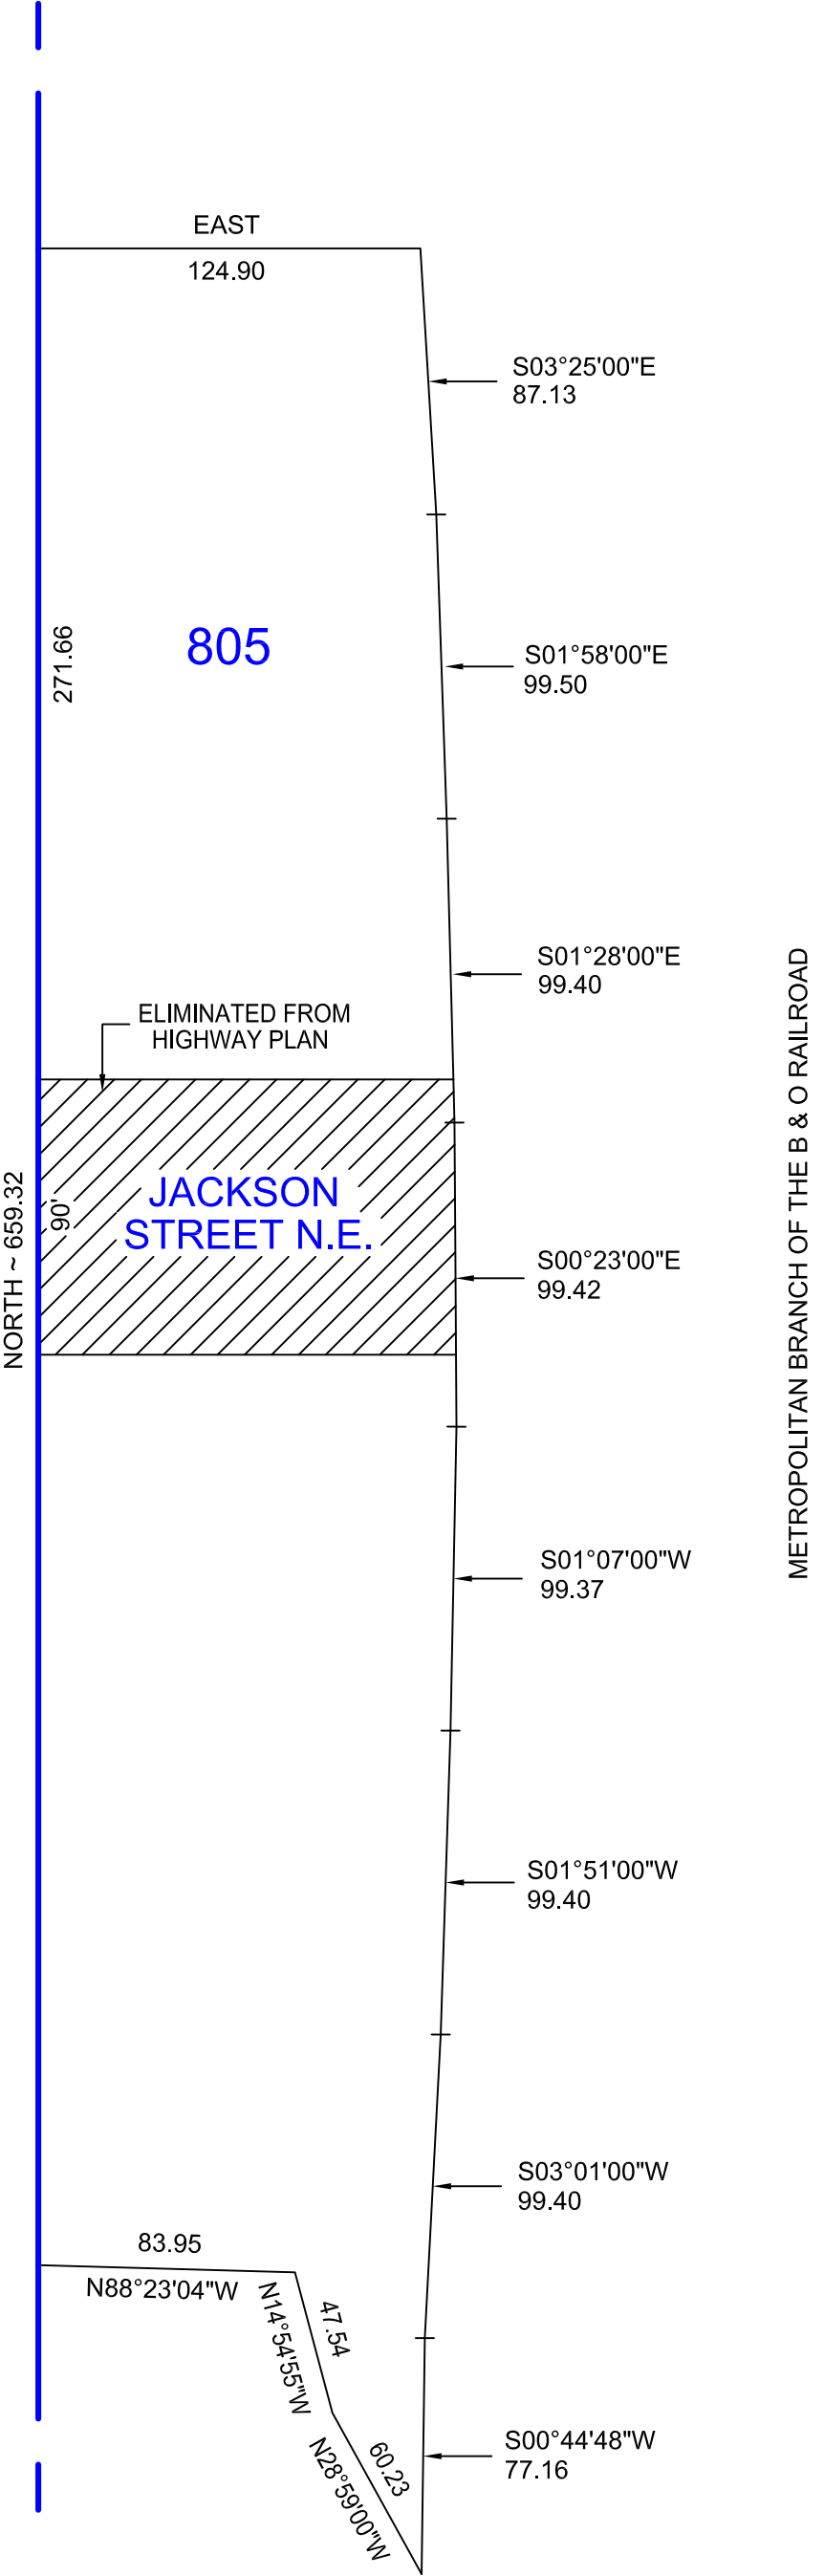 EAST
124.90
S03°25'00"E
87.13
271.66
805
S01°58'00"E
99.50
S01°28'00"E
99.40
ELIMINATED FROM
HIGHWAY PLAN
METROPOLITAN BRANCH OF THE B & O RAILROAD
NORTH ~ 659.32
90'
JACKSON
STREET N.E.
S00°23'00"E
99.42
S01°07'00"W
99.37
S01°51'00"W
99.40
S03°01'00"W
99.40
83.95
N88°23'04"W
N14°54'55"W
47.54
N28°59'00"W
60.23
S00°44'48"W
77.16